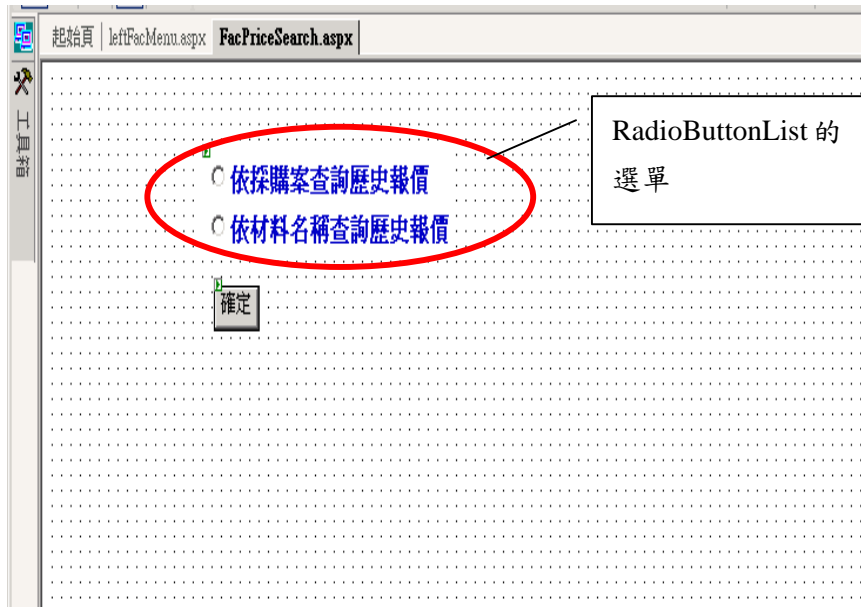 起始頁 leftFacMenu.aspx FacPriceSearch.aspx
工具箱
RadioButtonList 的
選單
依採購案查詢歷史報價
依材料名稱查詢歷史報價
確定